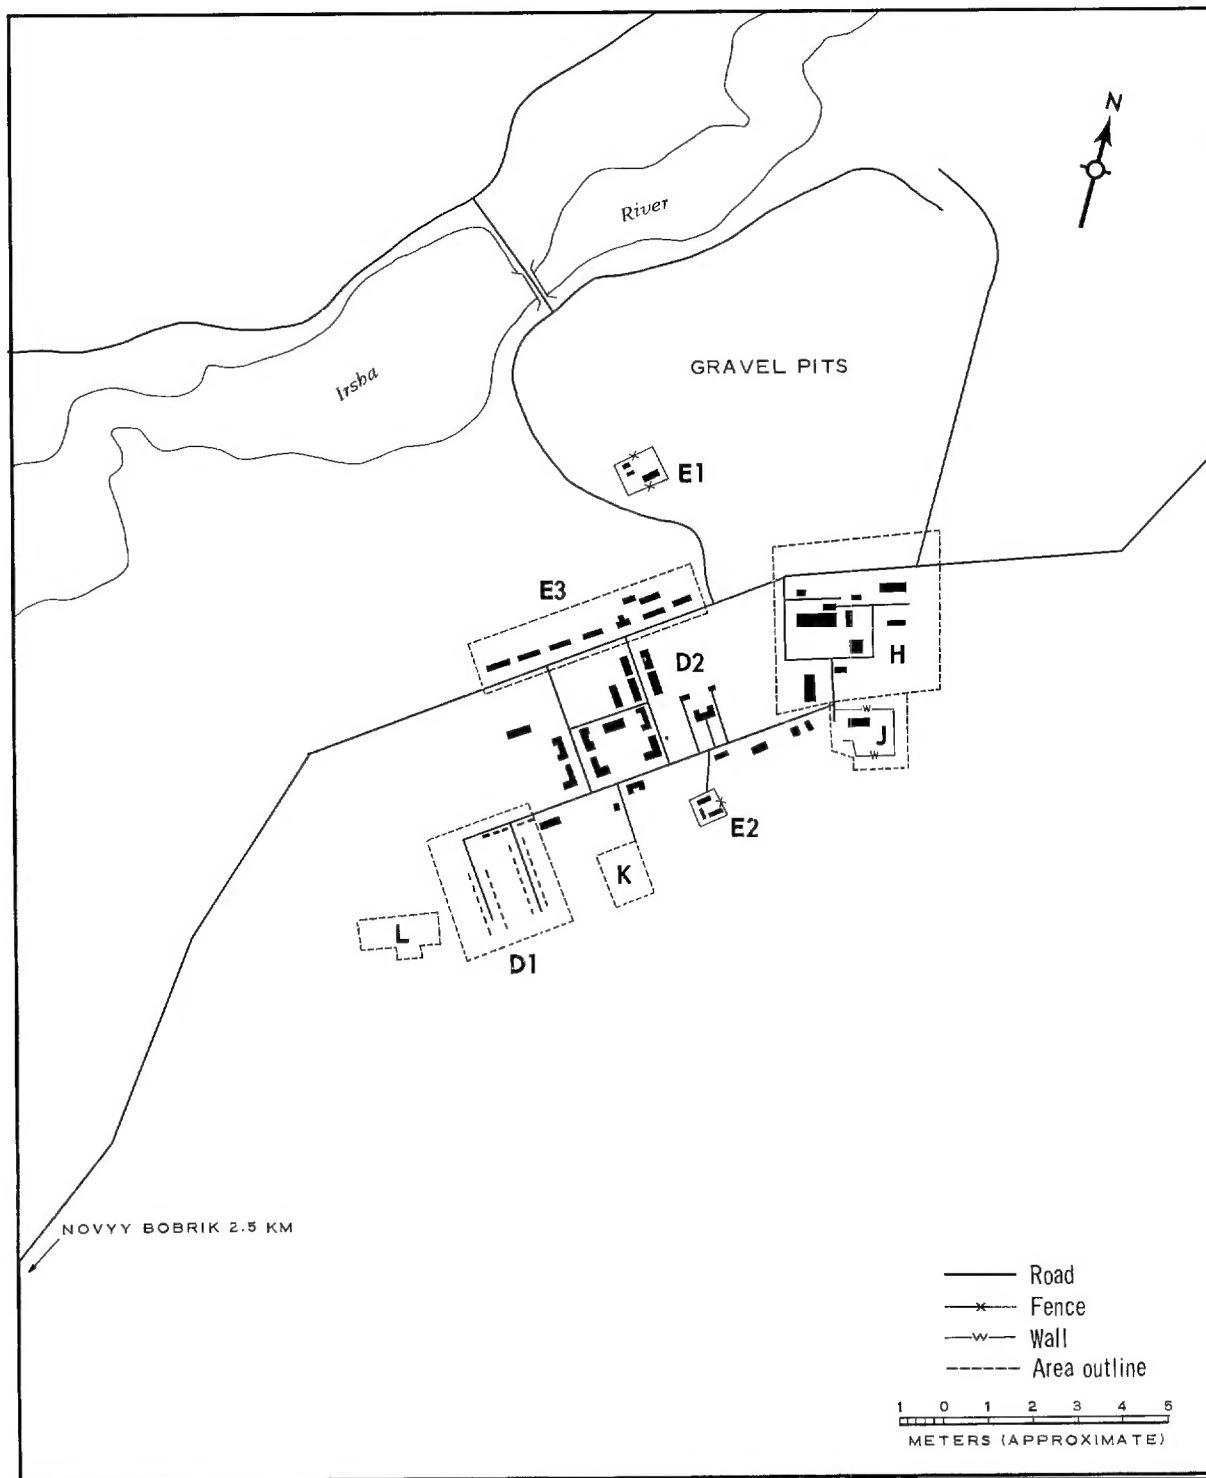 N
River
Irsha
GRAVEL PITS
E1
E3
D2
H
W
J
W
E2
K
L
D1
NOVYY BOBRIK 2.5 KM
Road
Fence
W Wall
Area outline
1 0 1 2 3 4 5
METERS (APPROXIMATE)